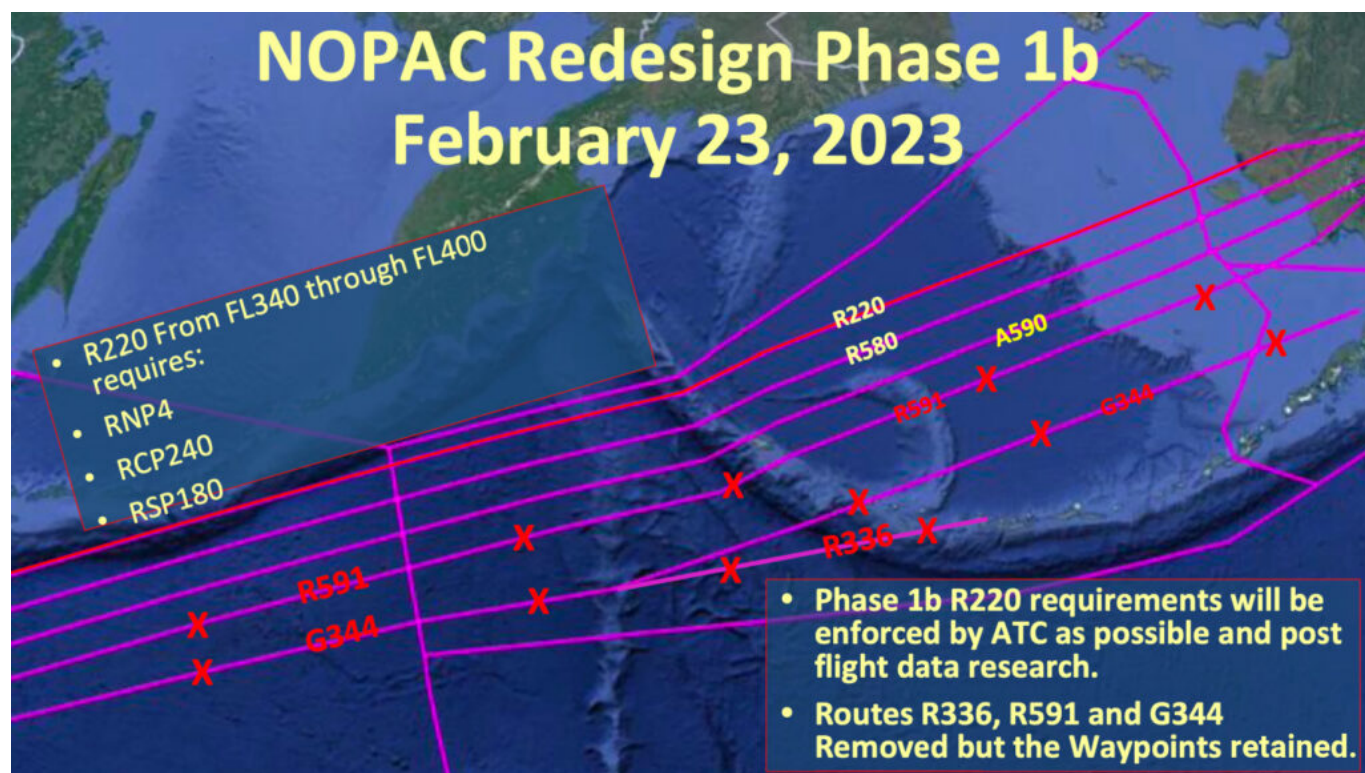 NOPAC Redesign Phase 1b
February 23, 2023
• R220 From FL340 through FL400
requires:
• RNP4
• RCP240
• RSP180
R220
R580
A590
R591
G344
R336
R591
G344
X
X
X
X
X
X
X
X
X
X
X
X
• Phase 1b R220 requirements will be
enforced by ATC as possible and post
flight data research.
• Routes R336, R591 and G344
Removed but the Waypoints retained.